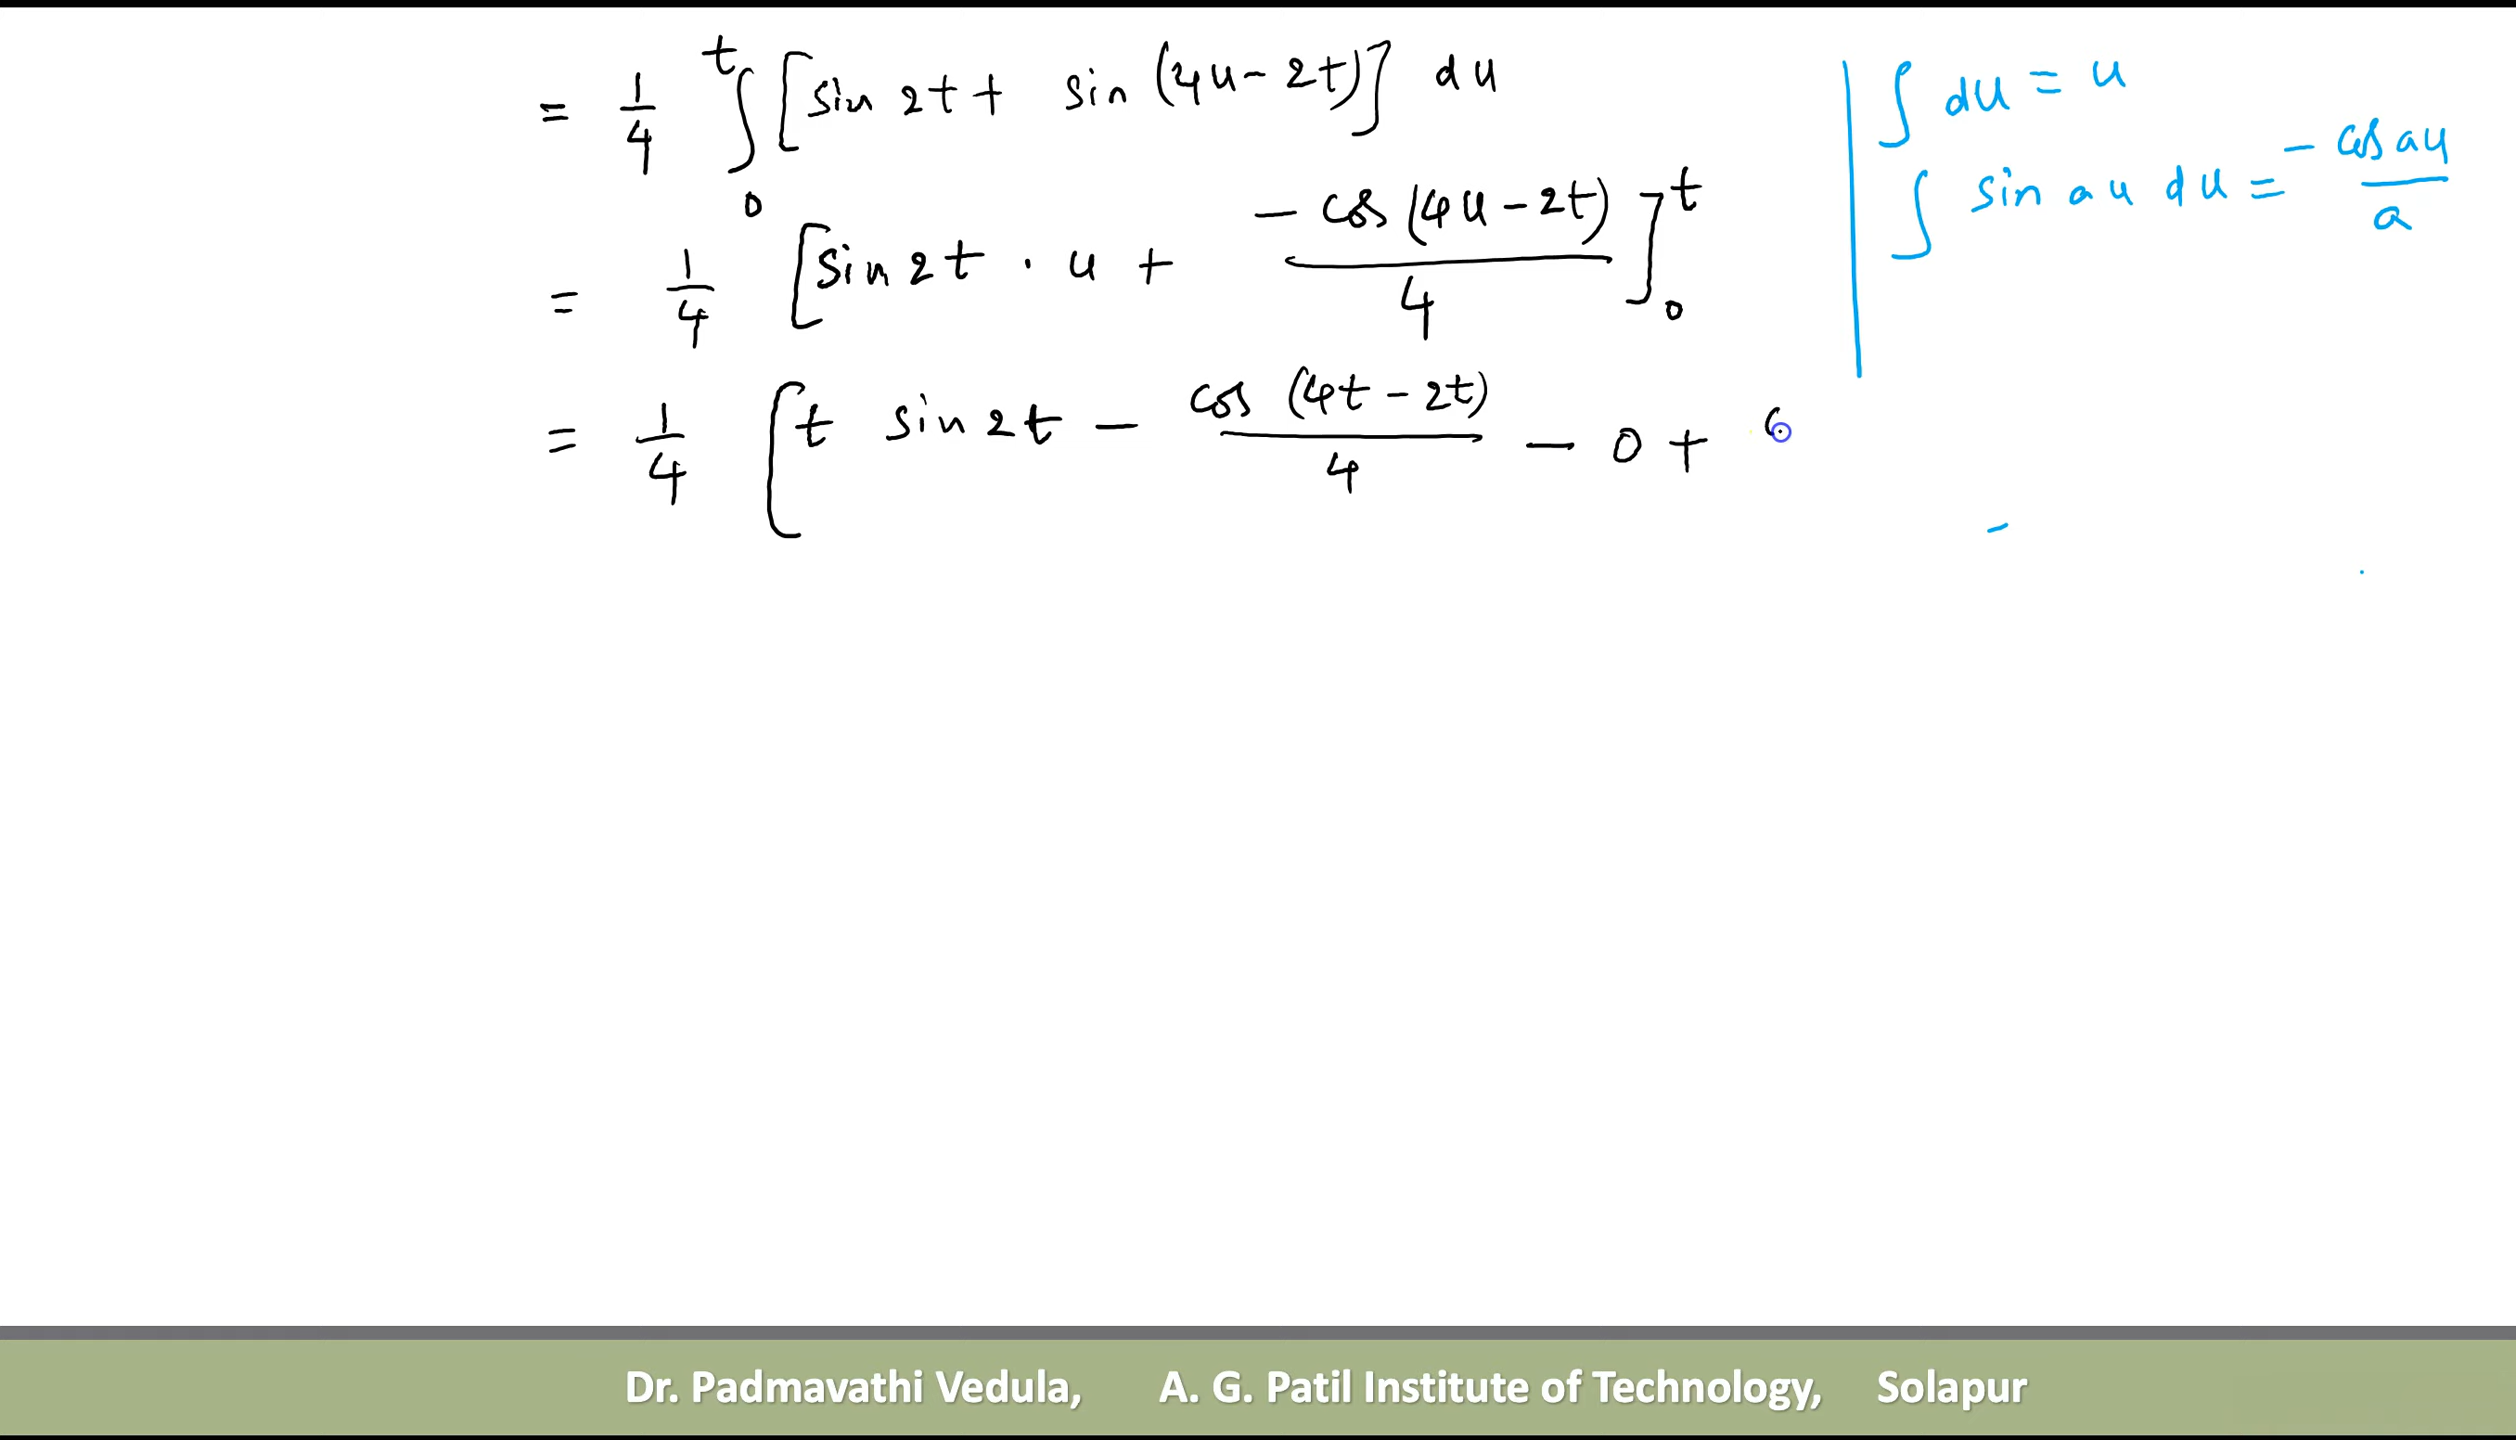 = 1/4 ∫₀ᵗ [sin 2t + sin (4u - 2t)] du
= 1/4 [sin 2t · u + - cos (4u - 2t) / 4]₀ᵗ
= 1/4 [t sin 2t - cos (4t - 2t) / 4 - 0 +
∫ du = u
∫ sin au du = - cos au / a
Dr. Padmavathi Vedula, A. G. Patil Institute of Technology, Solapur